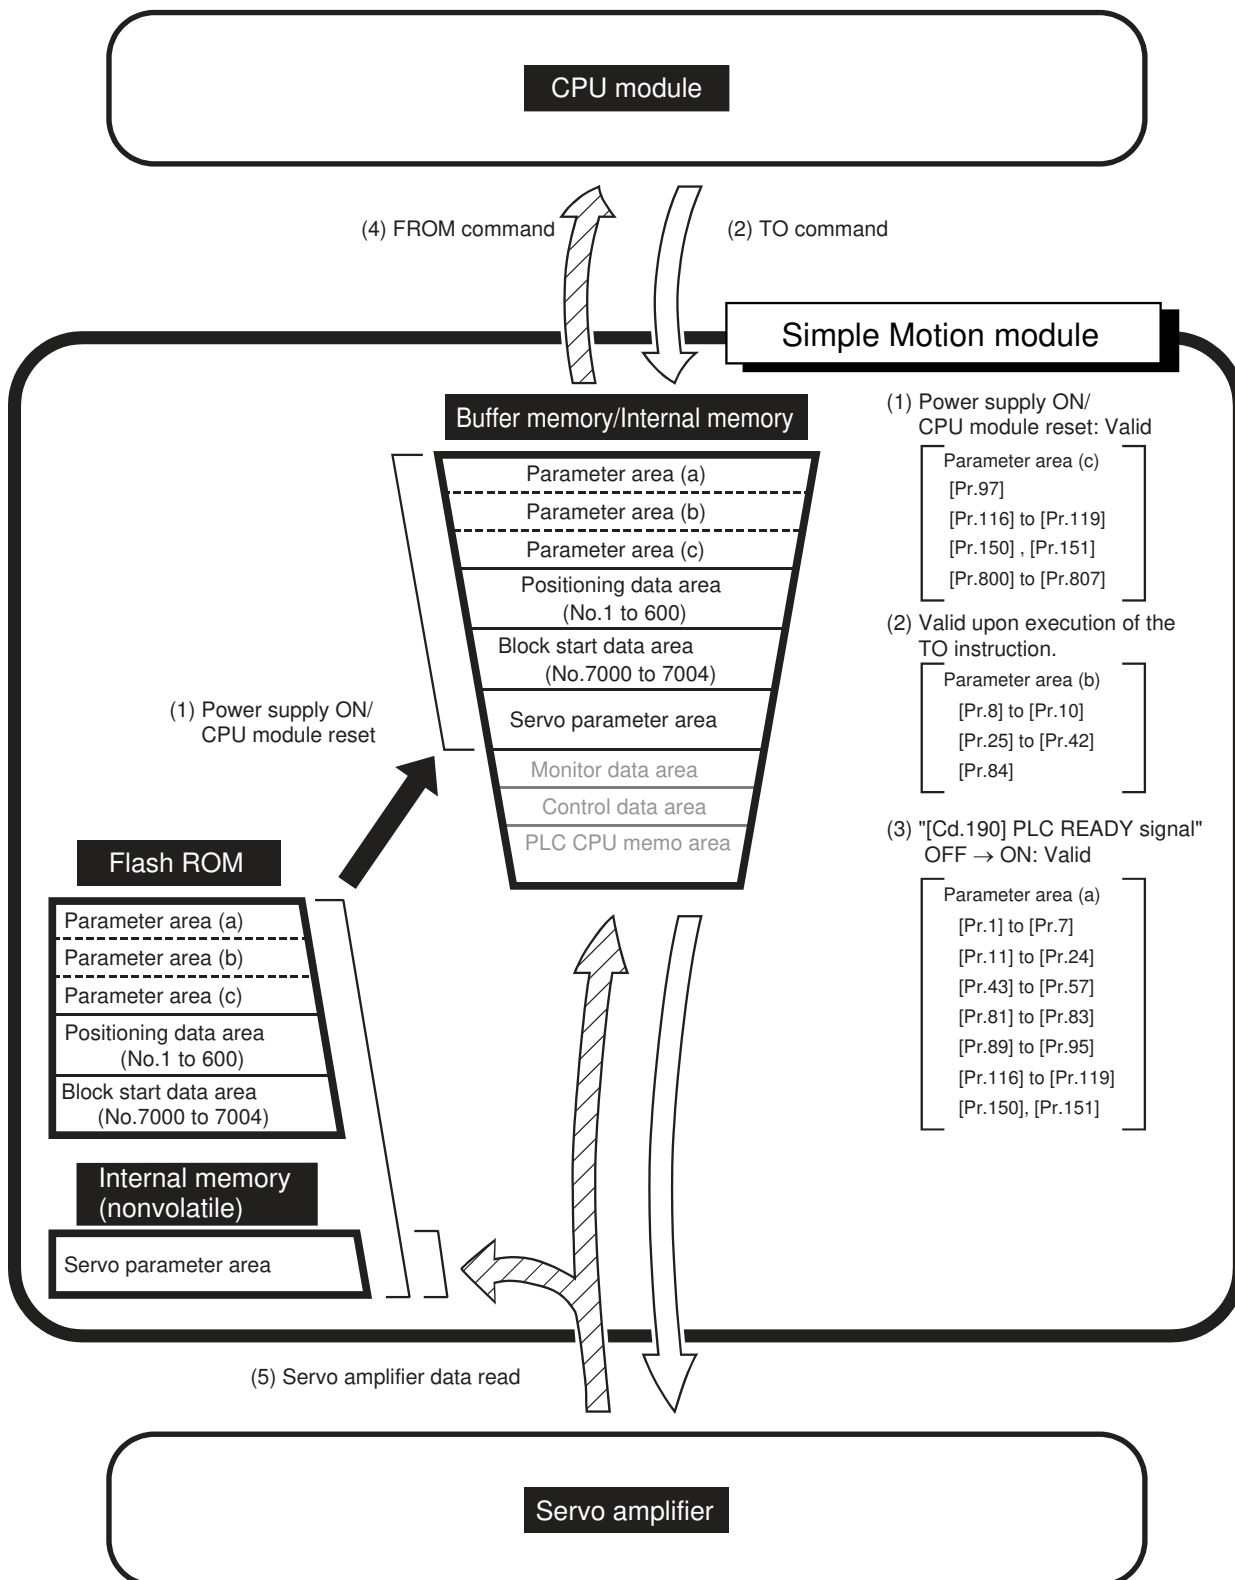 CPU module
(4) FROM command
(2) TO command
Simple Motion module
Buffer memory/Internal memory
Parameter area (a)
Parameter area (b)
Parameter area (c)
Positioning data area
(No.1 to 600)
Block start data area
(No.7000 to 7004)
Servo parameter area
Monitor data area
Control data area
PLC CPU memo area
(1) Power supply ON/
CPU module reset: Valid
Parameter area (c)
[Pr.97]
[Pr.116] to [Pr.119]
[Pr.150] , [Pr.151]
[Pr.800] to [Pr.807]
(2) Valid upon execution of the
TO instruction.
Parameter area (b)
[Pr.8] to [Pr.10]
[Pr.25] to [Pr.42]
[Pr.84]
(3) "[Cd.190] PLC READY signal"
OFF → ON: Valid
Parameter area (a)
[Pr.1] to [Pr.7]
[Pr.11] to [Pr.24]
[Pr.43] to [Pr.57]
[Pr.81] to [Pr.83]
[Pr.89] to [Pr.95]
[Pr.116] to [Pr.119]
[Pr.150], [Pr.151]
(1) Power supply ON/
CPU module reset
Flash ROM
Parameter area (a)
Parameter area (b)
Parameter area (c)
Positioning data area
(No.1 to 600)
Block start data area
(No.7000 to 7004)
Internal memory
(nonvolatile)
Servo parameter area
(5) Servo amplifier data read
Servo amplifier